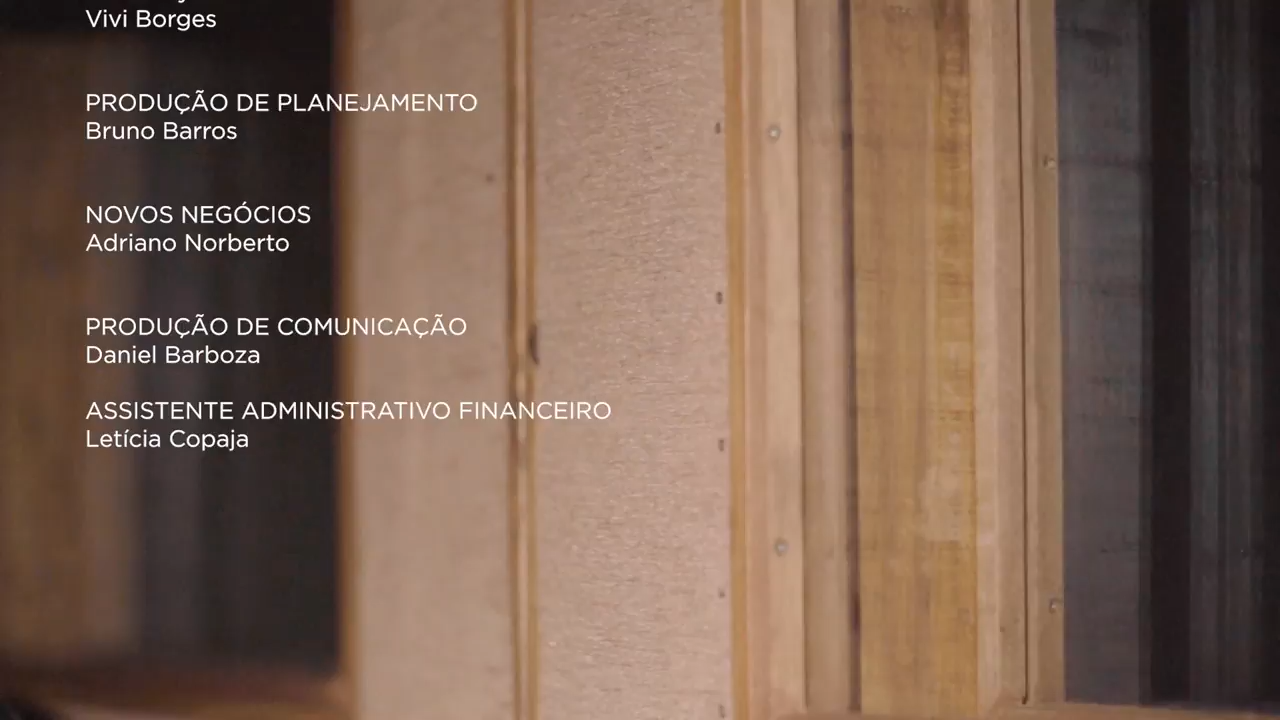 Vivi Borges
PRODUÇÃO DE PLANEJAMENTO
Bruno Barros
NOVOS NEGÓCIOS
Adriano Norberto
PRODUÇÃO DE COMUNICAÇÃO
Daniel Barboza
ASSISTENTE ADMINISTRATIVO FINANCEIRO
Letícia Copaja